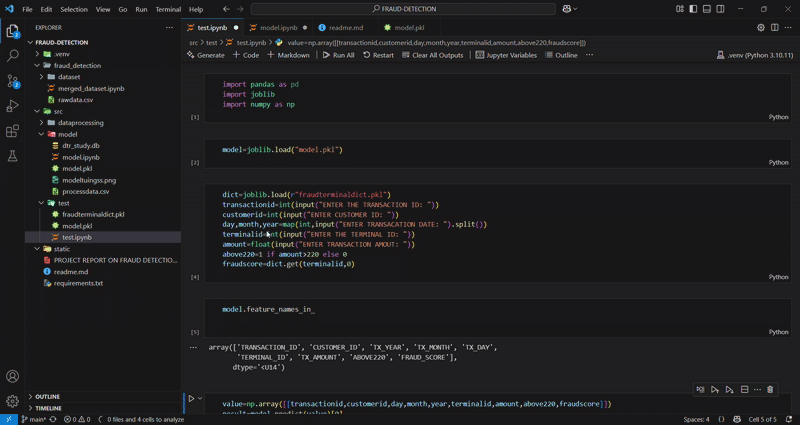 File Edit Selection View Go Run Terminal Help
FRAUD-DETECTION
EXPLORER
FRAUD-DETECTION
.venv
fraud_detection
dataset
merged_dataset.ipynb
rawdata.csv
src
dataprocessing
model
dtr_study.db
model.ipynb
model.pkl
modeltuingss.png
processdata.csv
test
fraudterminaldict.pkl
model.pkl
test.ipynb
static
PROJECT REPORT ON FRAUD DETECTIO...
readme.md
requirements.txt
OUTLINE
TIMELINE
test.ipynb model.ipynb readme.md model.pkl
src > test > test.ipynb > value=np.array([[transactionid,customerid,day,month,year,terminalid,amount,above220,fraudscore]])
Generate + Code + Markdown Run All Restart Clear All Outputs Jupyter Variables Outline ... .venv (Python 3.10.11)
import pandas as pd
import joblib
import numpy as np
[1] Python
model=joblib.load("model.pkl")
[2] Python
dict=joblib.load(r"fraudterminaldict.pkl")
transactionid=int(input("ENTER THE TRANSACTION ID: "))
customerid=int(input("ENTER CUSTOMER ID: "))
day,month,year=map(int,input("ENTER TRANSACATION DATE: ").split())
terminalid=int(input("ENTER THE TERMINAL ID: "))
amount=float(input("ENTER TRANSACTION AMOUT: "))
above220=1 if amount>220 else 0
fraudscore=dict.get(terminalid,0)
[4] Python
model.feature_names_in_
[5] Python
array(['TRANSACTION_ID', 'CUSTOMER_ID', 'TX_YEAR', 'TX_MONTH', 'TX_DAY',
'TERMINAL_ID', 'TX_AMOUNT', 'ABOVE220', 'FRAUD_SCORE'],
dtype='<U14')
value=np.array([[transactionid,customerid,day,month,year,terminalid,amount,above220,fraudscore]])
result=model.predict(value)[0]
main* 0 0 0 files and 4 cells to analyze Spaces: 4 Cell 5 of 5